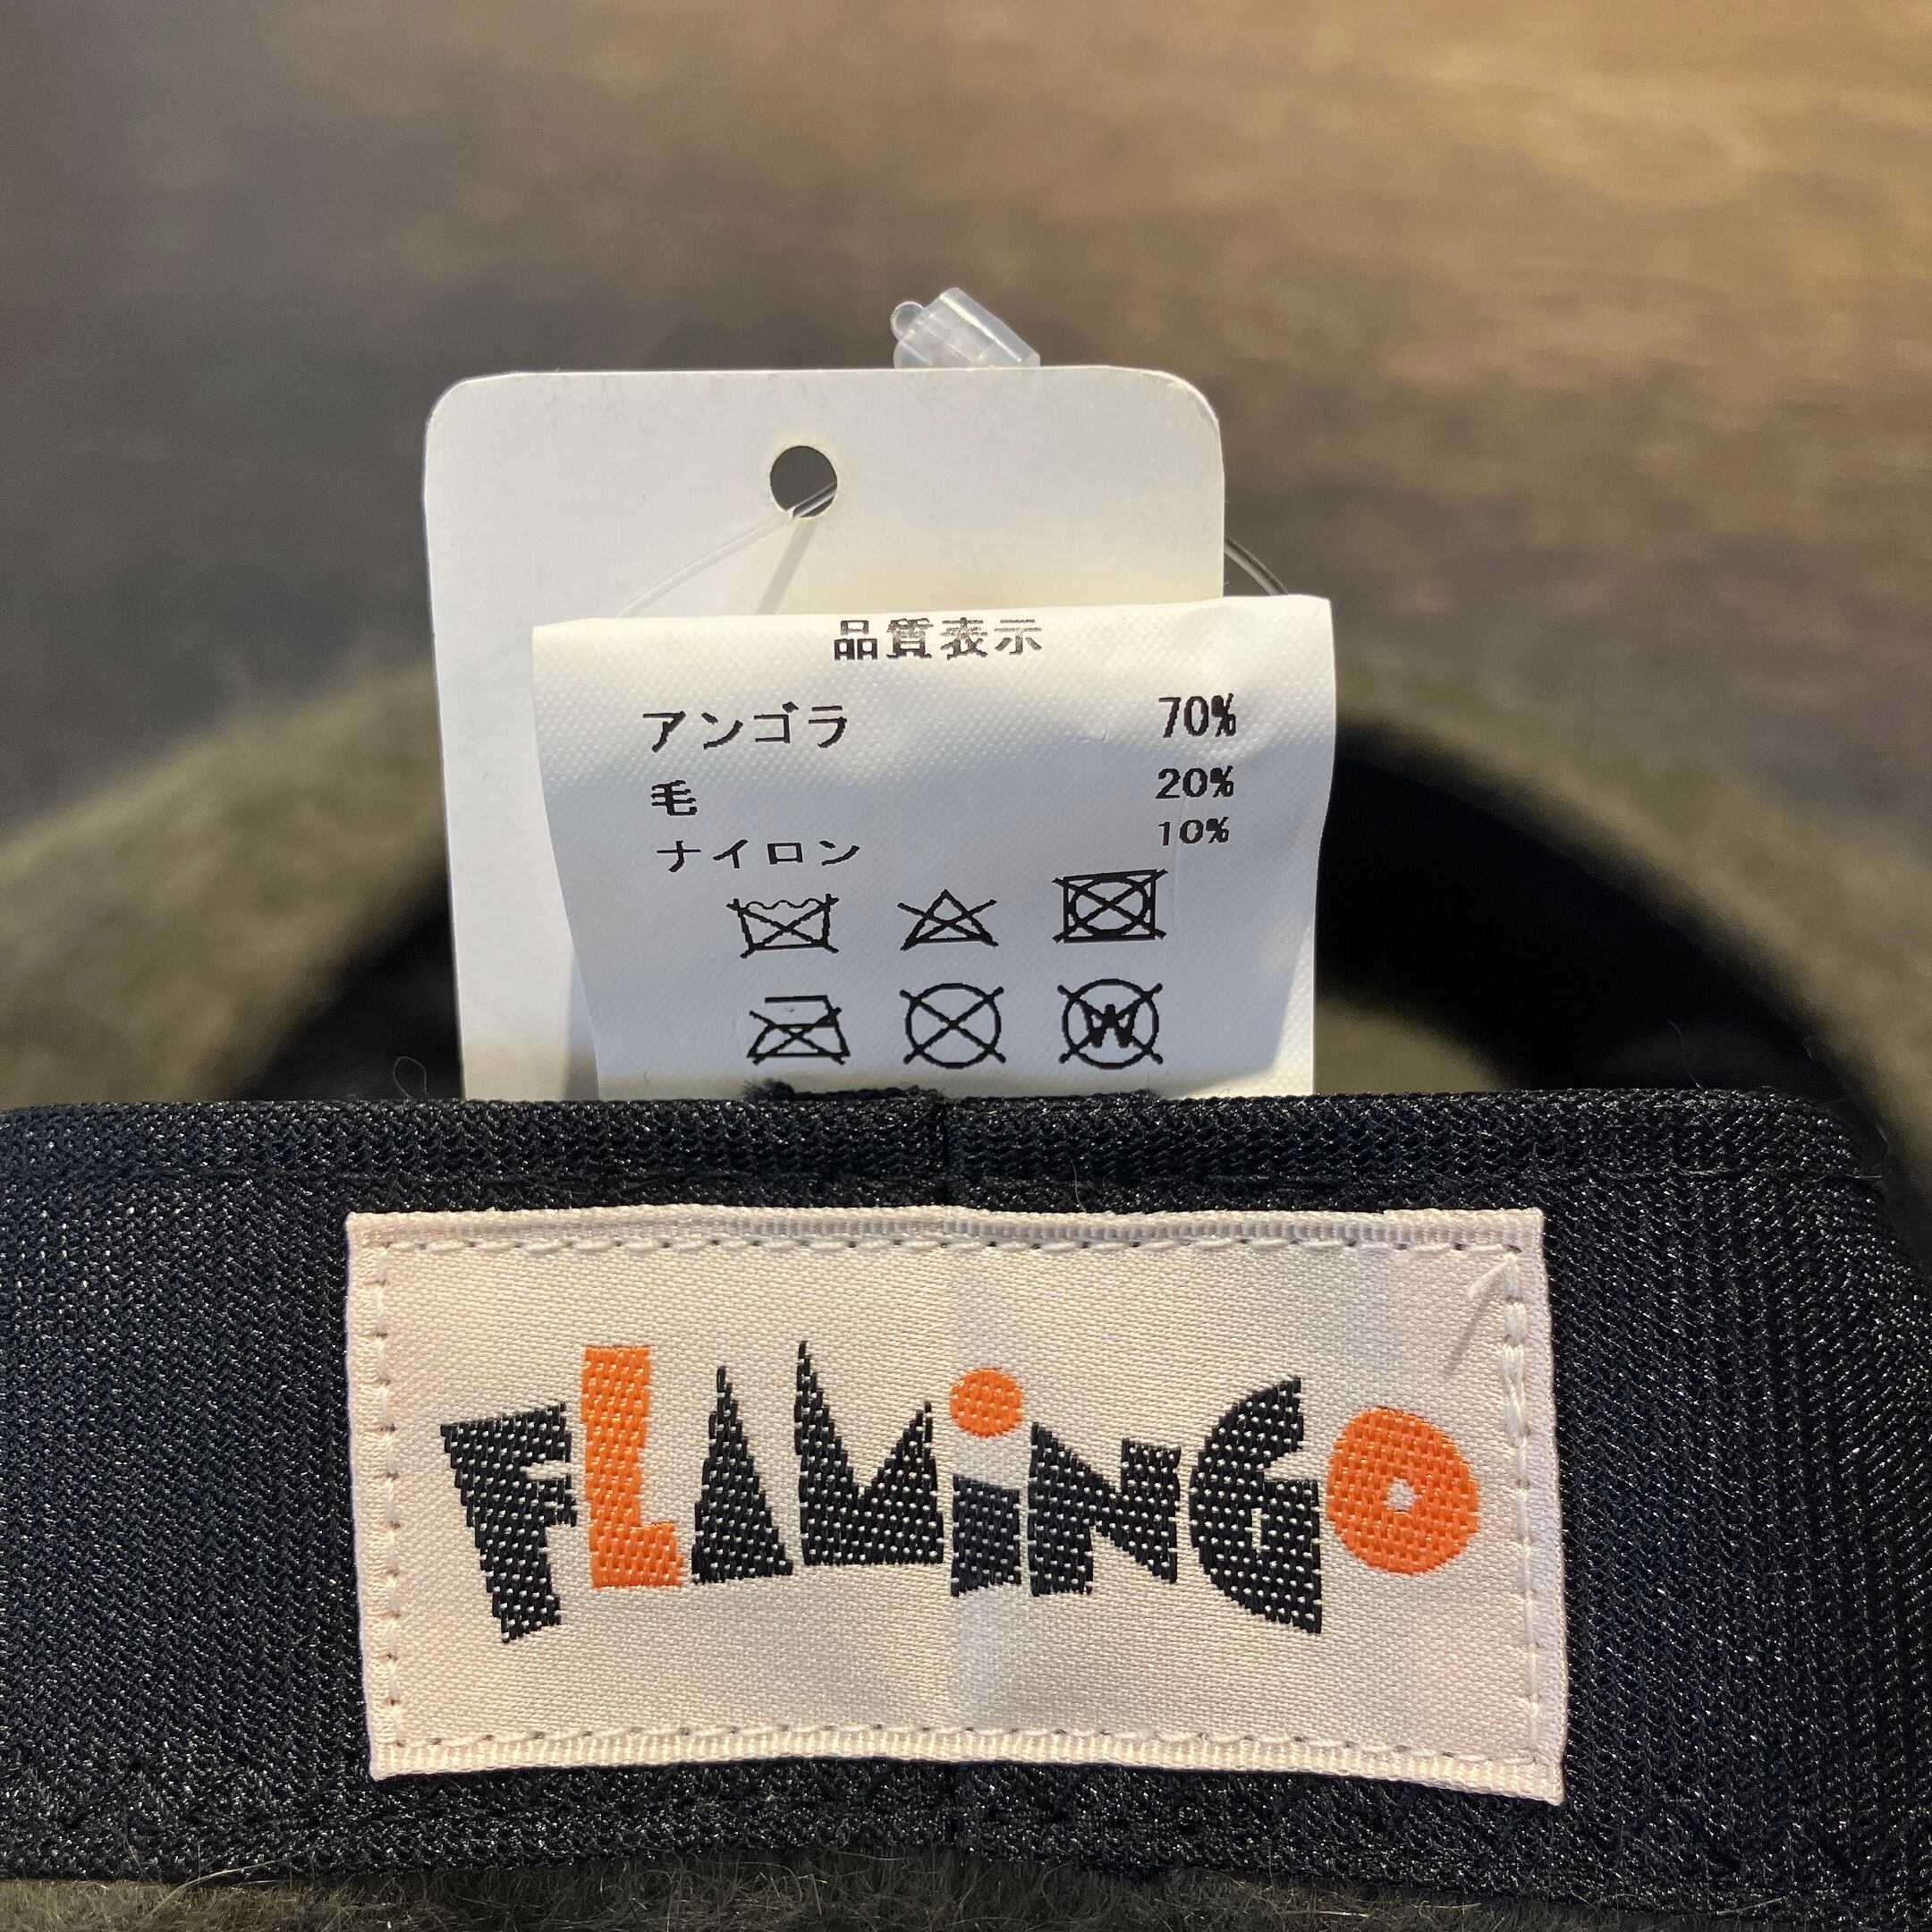 品質表示
アンゴラ 70%
毛 20%
ナイロン 10%
W
FLAMiNGO